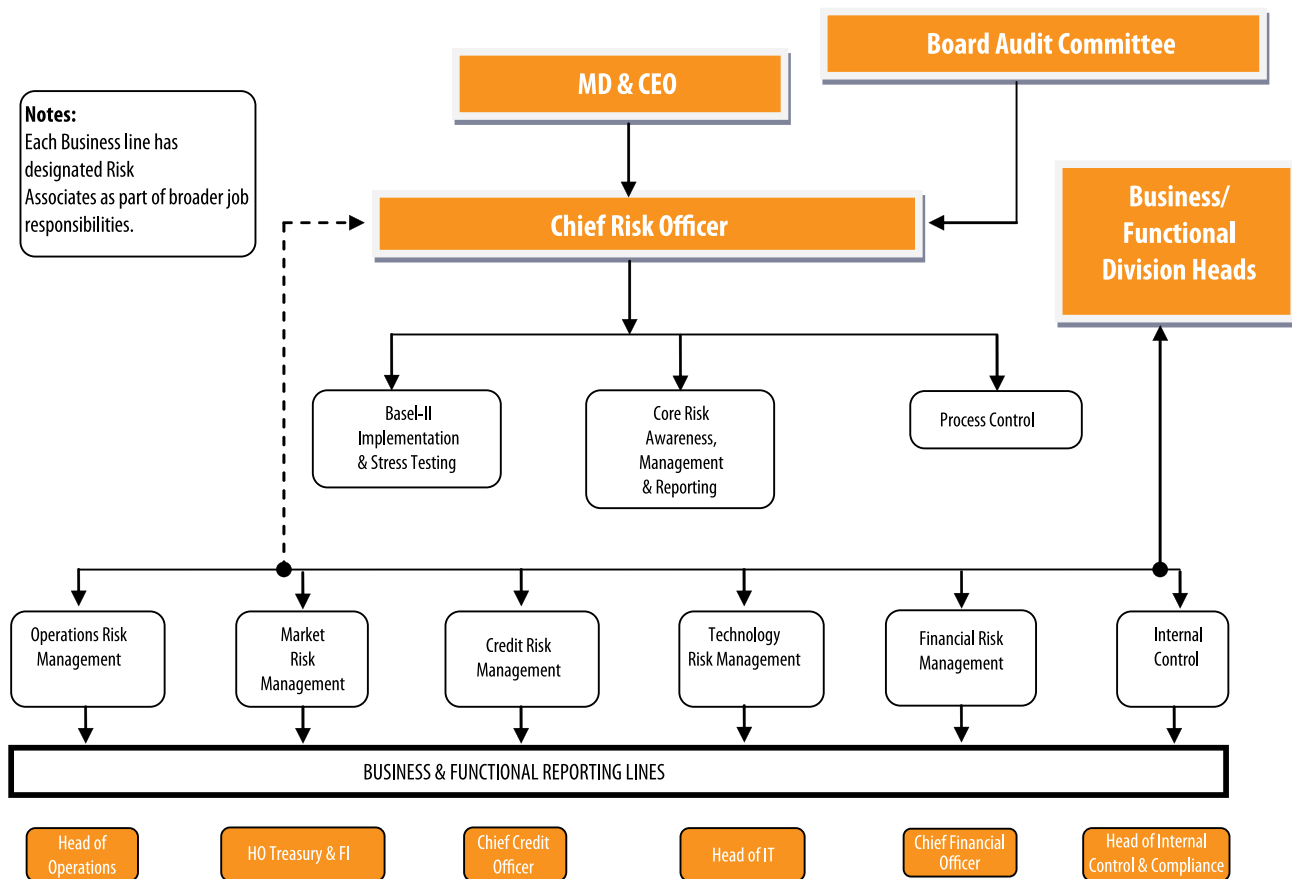 Board Audit Committee
MD & CEO
Notes:
Each Business line has
designated Risk
Associates as part of broader job
responsibilities.
Chief Risk Officer
Business/
Functional
Division Heads
Basel-II
Implementation
& Stress Testing
Core Risk
Awareness,
Management
& Reporting
Process Control
Operations Risk
Management
Market
Risk
Management
Credit Risk
Management
Technology
Risk Management
Financial Risk
Management
Internal
Control
BUSINESS & FUNCTIONAL REPORTING LINES
Head of
Operations
HO Treasury & FI
Chief Credit
Officer
Head of IT
Chief Financial
Officer
Head of Internal
Control & Compliance